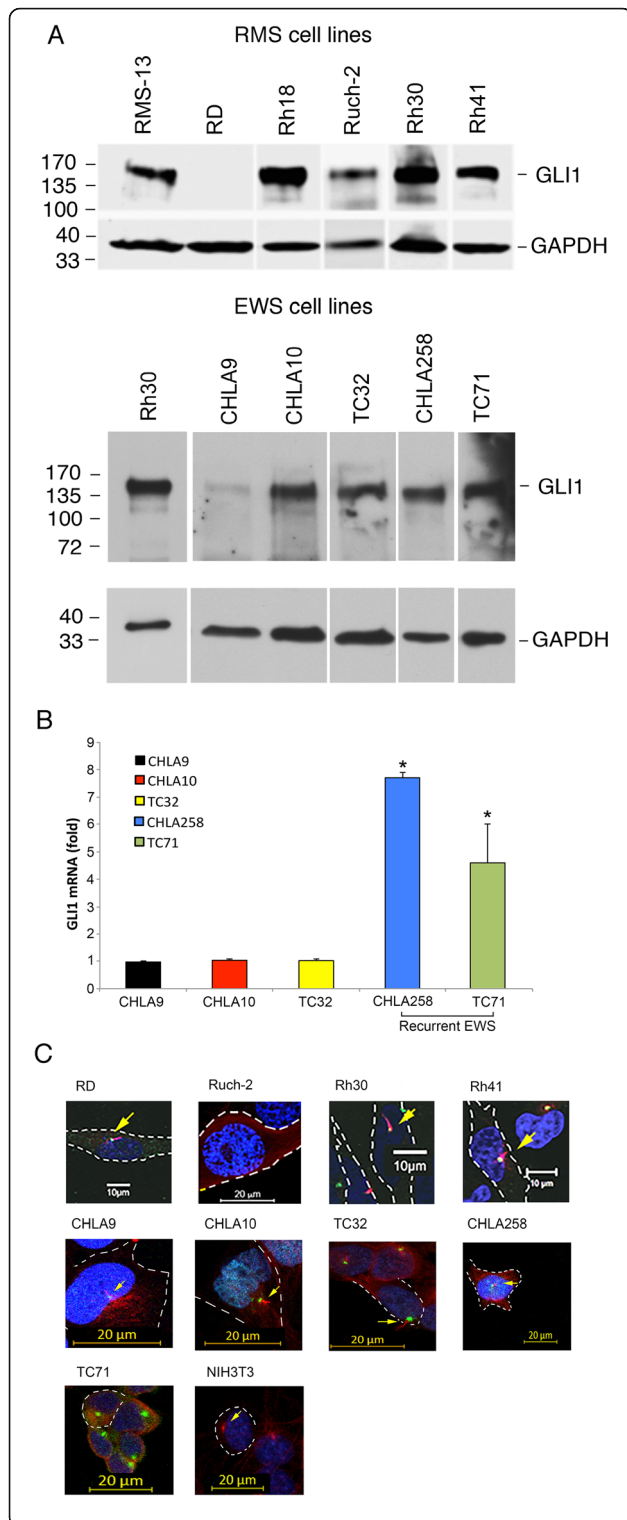 A
RMS cell lines
RMS-13 RD Rh18 Ruch-2 Rh30 Rh41
170 –
135 –
100 –
– GLI1
40 –
33 –
– GAPDH
EWS cell lines
Rh30 CHLA9 CHLA10 TC32 CHLA258 TC71
170 –
135 –
100 –
72 –
– GLI1
40 –
33 –
– GAPDH
B
GLI1 mRNA (fold)
9
8
7
6
5
4
3
2
1
0
CHLA9
CHLA10
TC32
CHLA258
TC71
* *
CHLA9 CHLA10 TC32 CHLA258 TC71
Recurrent EWS
C
RD Ruch-2 Rh30 Rh41
10µm 20 µm 10µm 10 µm
CHLA9 CHLA10 TC32 CHLA258
20 µm 20 µm 20 µm 20 µm
TC71 NIH3T3
20 µm 20 µm